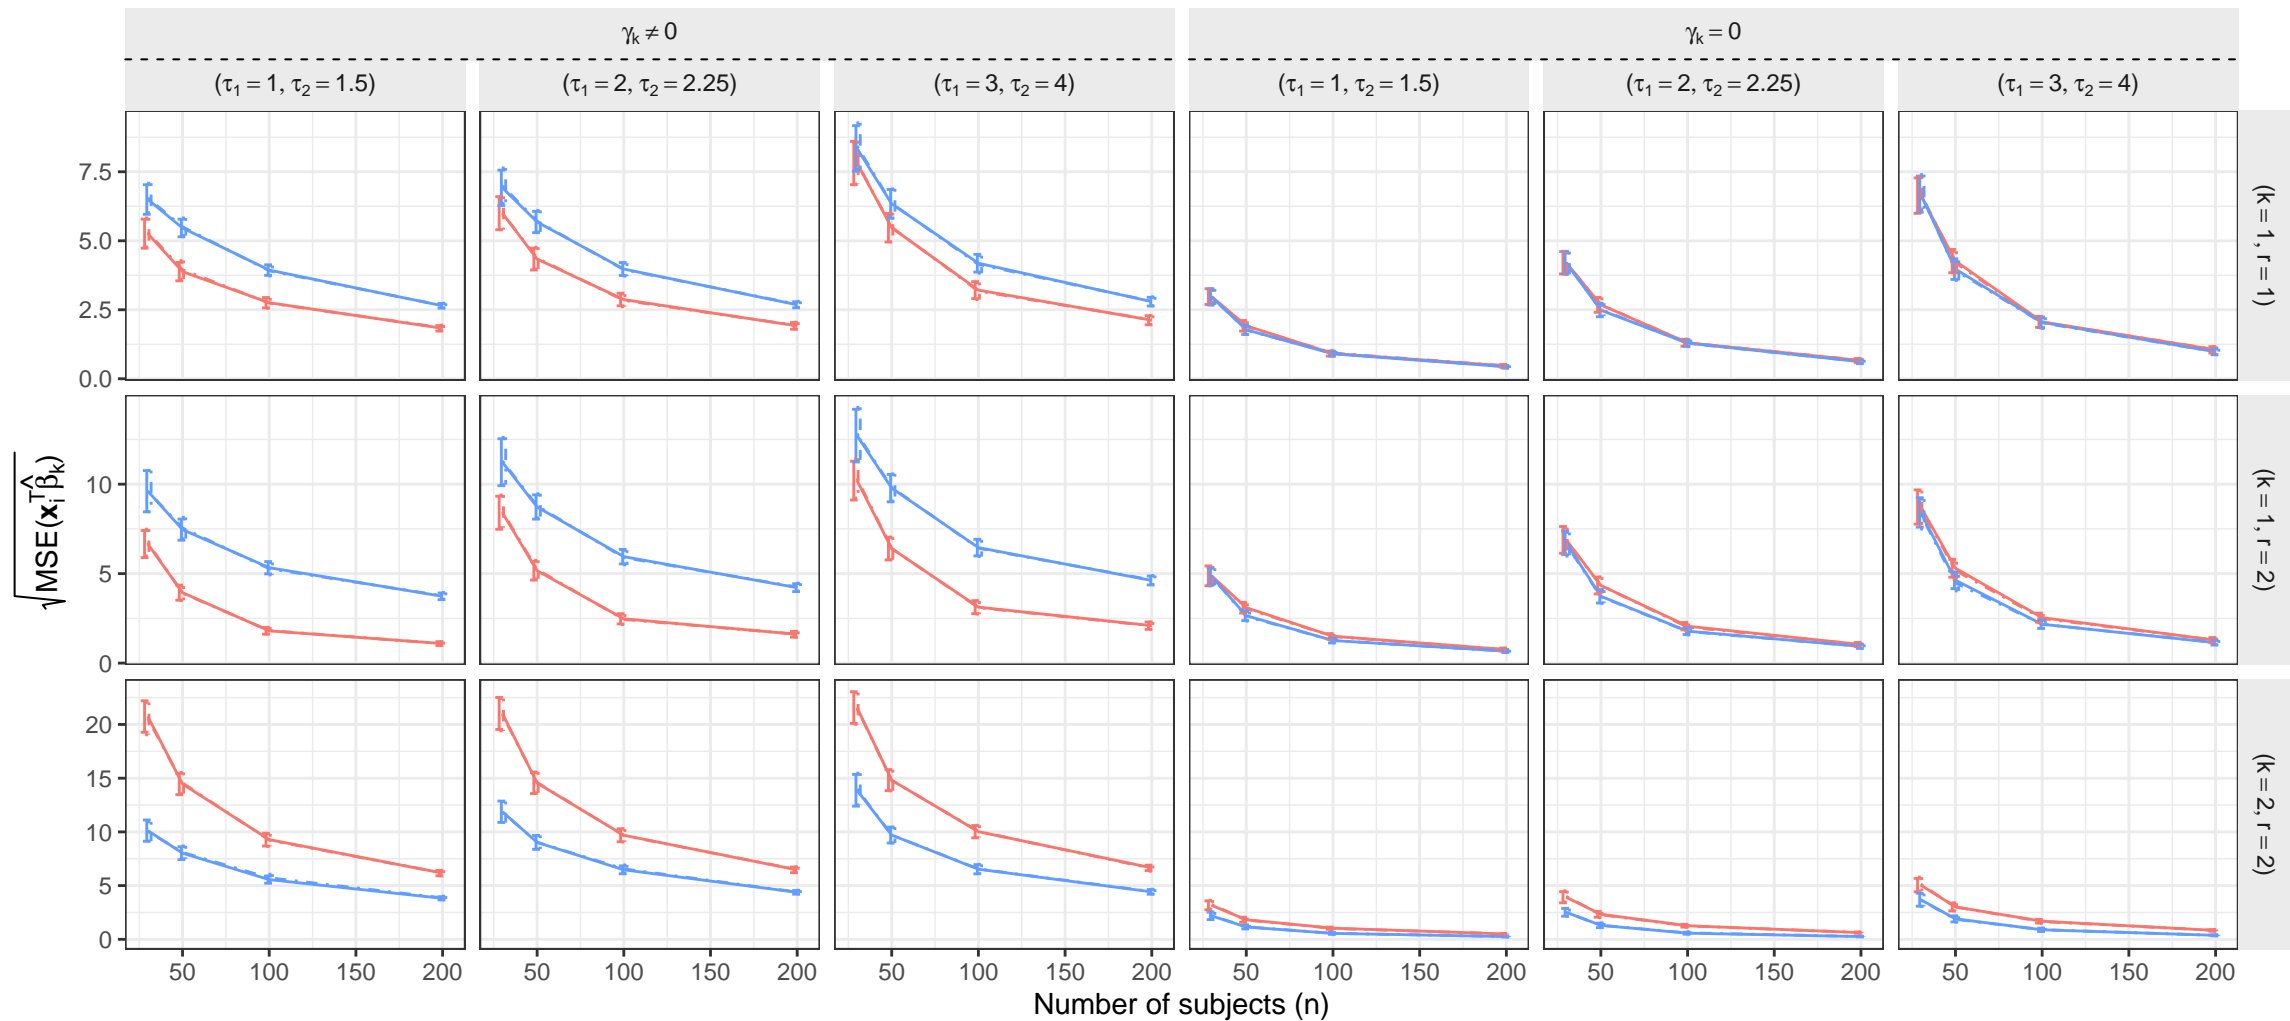 γk ≠ 0
γk = 0
(τ1 = 1, τ2 = 1.5)
(τ1 = 2, τ2 = 2.25)
(τ1 = 3, τ2 = 4)
(τ1 = 1, τ2 = 1.5)
(τ1 = 2, τ2 = 2.25)
(τ1 = 3, τ2 = 4)
7.5
5.0
2.5
0.0
(k = 1, r = 1)
10
5
0
(k = 1, r = 2)
20
15
10
5
0
(k = 2, r = 2)
√MSE(xiᵀβ̂k)
50 100 150 200
50 100 150 200
50 100 150 200
50 100 150 200
50 100 150 200
50 100 150 200
Number of subjects (n)